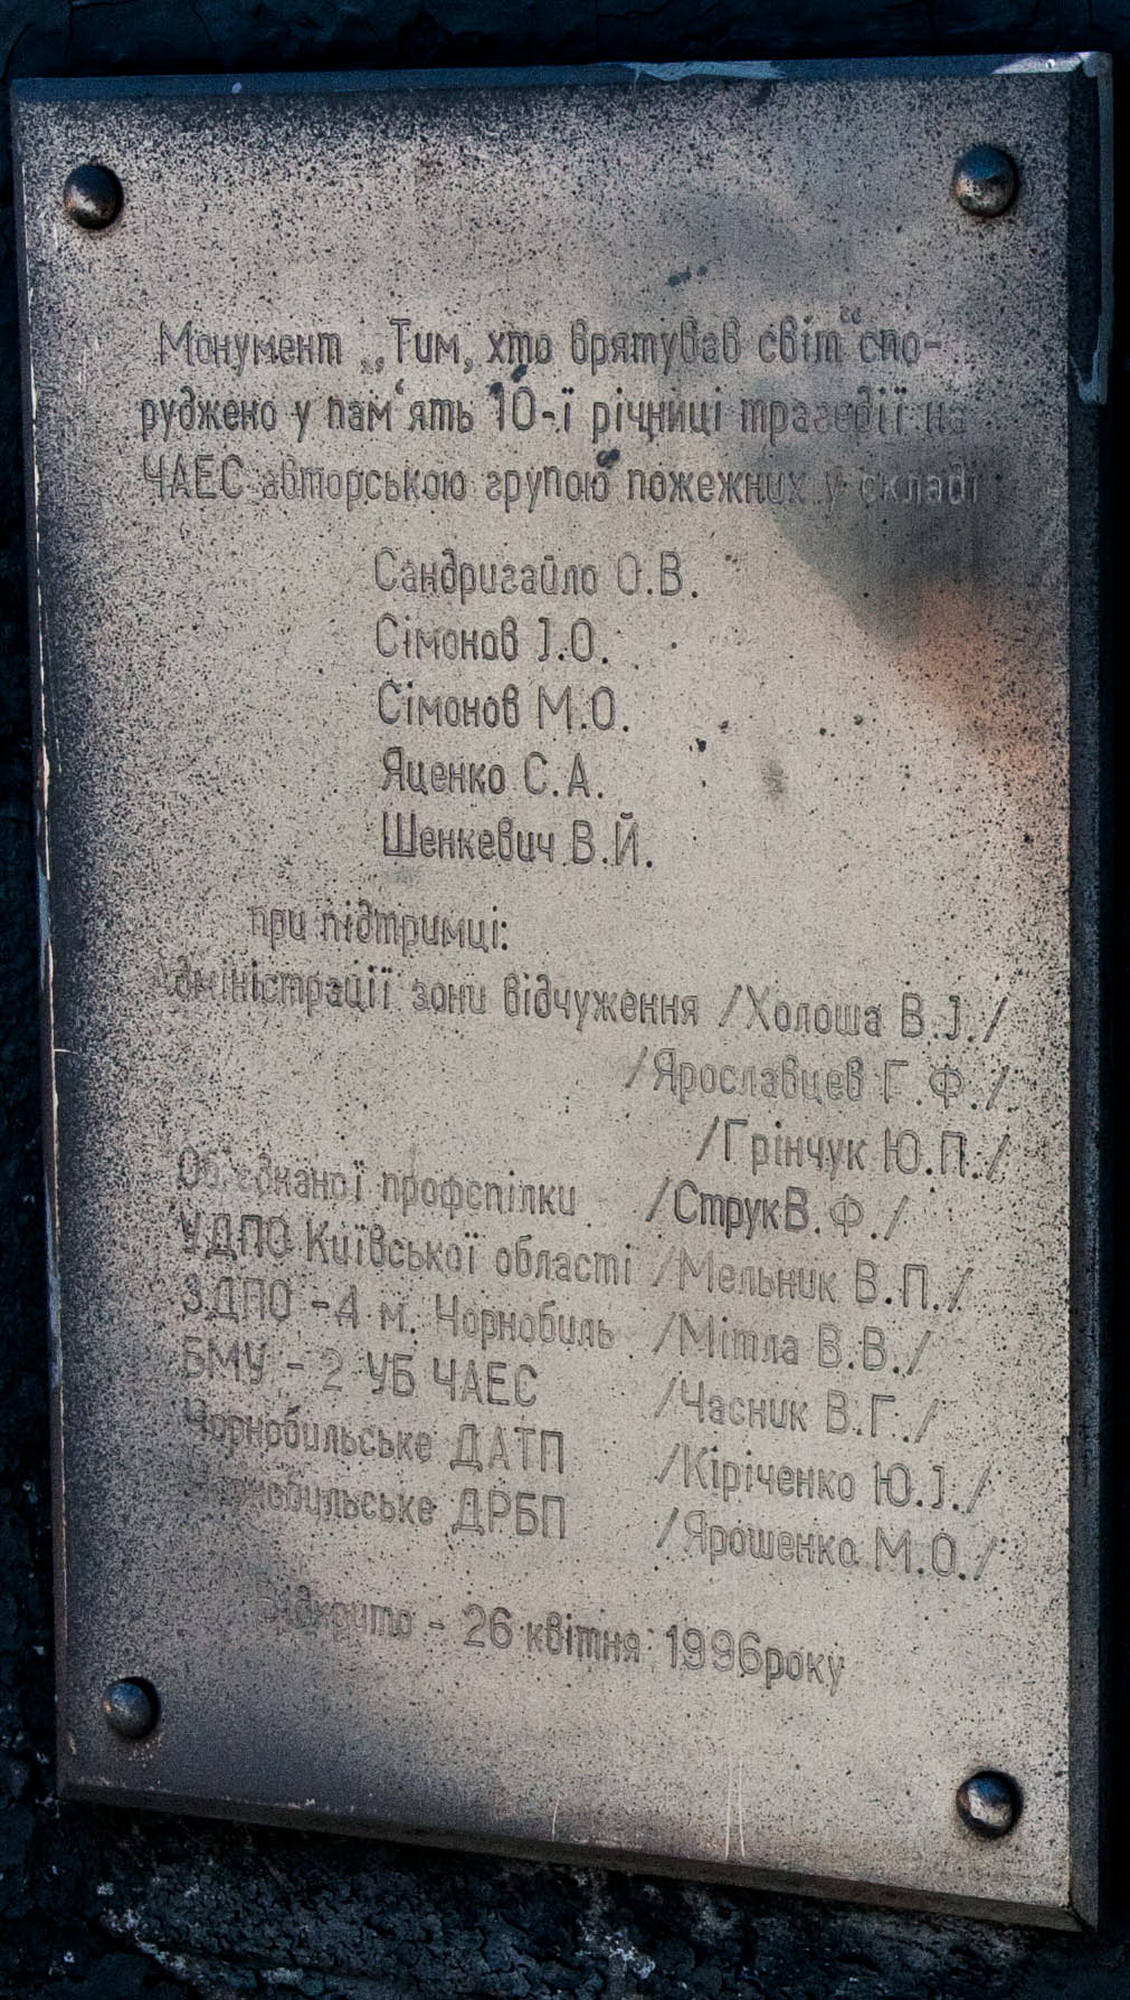 Монумент „Тим, хто врятував світ“ спо-
руджено у пам‘ять 10-ї річниці трагедії на
ЧАЕС авторською групою пожежних у складі
Сандригайло О.В.
Сімонов І.О.
Сімонов М.О.
Яценко С.А.
Шенкевич В.Й.
при підтримці:
Адміністрації зони відчуження /Холоша В.І./
/Ярославцев Г.Ф./
/Грінчук Ю.П./
Об'єднаної профспілки /Струк В.Ф./
УДПО Київської області /Мельник В.П./
ЗДПО -4 м. Чорнобиль /Мітла В.В./
БМУ - 2 УБ ЧАЕС /Часник В.Г./
Чорнобильське ДАТП /Кіріченко Ю.І./
Чорнобильське ДРБП /Ярошенко М.О./
Відкрито - 26 квітня 1996року